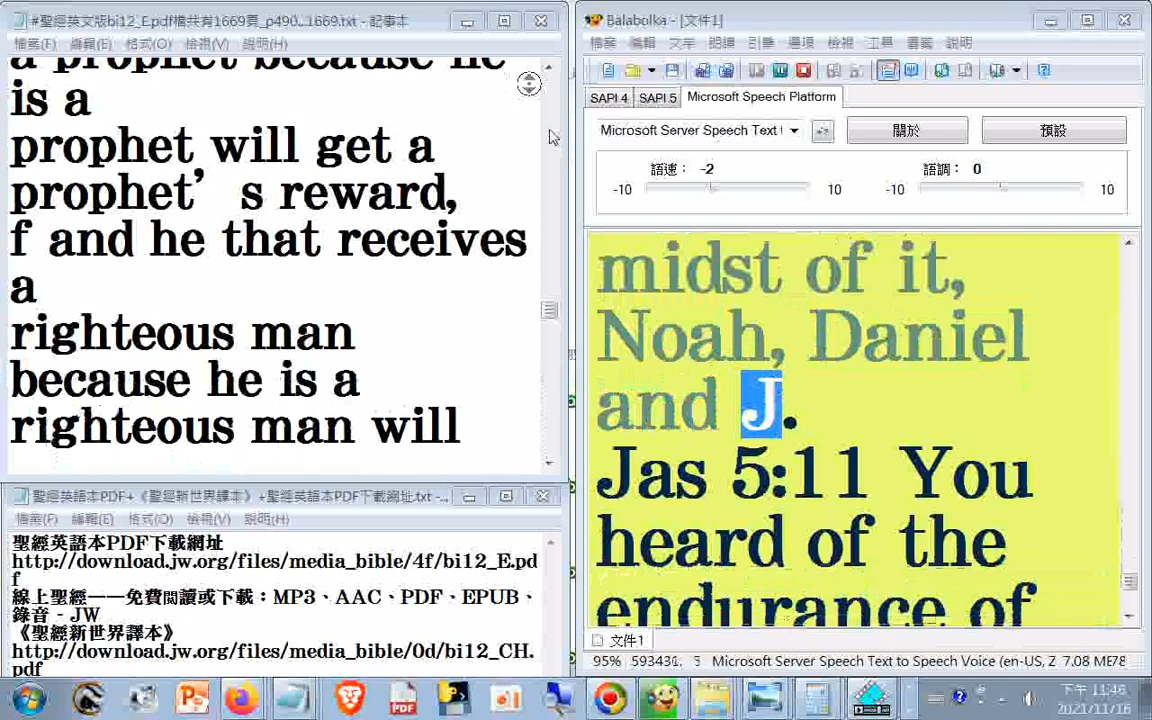 #聖經英文版bi12_E.pdf檔共有1669頁_p490...1669.txt - 記事本
檔案(F) 編輯(E) 格式(O) 檢視(V) 說明(H)
a prophet because he
is a
prophet will get a
prophet’s reward,
f and he that receives
a
righteous man
because he is a
righteous man will
聖經英語本PDF+《聖經新世界譯本》+聖經英語本PDF下載網址.txt -...
檔案(F) 編輯(E) 格式(O) 檢視(V) 說明(H)
聖經英語本PDF下載網址
http://download.jw.org/files/media_bible/4f/bi12_E.pd
f
線上聖經——免費閱讀或下載：MP3、AAC、PDF、EPUB、
錄音 - JW
《聖經新世界譯本》
http://download.jw.org/files/media_bible/0d/bi12_CH.
pdf
Balabolka - [文件1]
檔案 編輯 文字 朗讀 引擎 選項 檢視 工具 書籤 說明
SAPI 4 SAPI 5 Microsoft Speech Platform
Microsoft Server Speech Text 關於 預設
語速： -2 語調： 0
-10 10 -10 10
midst of it,
Noah, Daniel
and J.
Jas 5:11 You
heard of the
endurance of
文件1
95% Microsoft Server Speech Text to Speech Voice (en-US, Z 7.08 ME
下午 11:46
2021/11/16